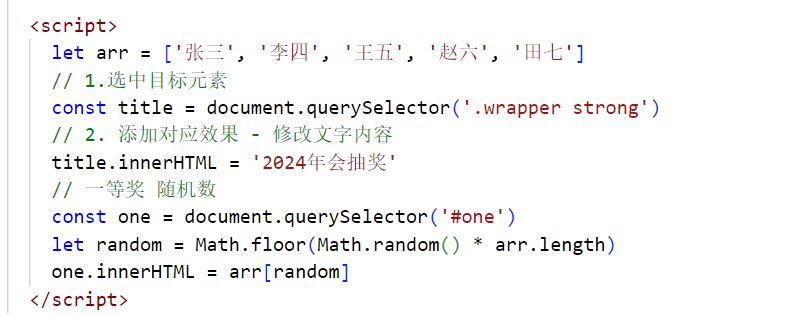 <script>
let arr = ['张三', '李四', '王五', '赵六', '田七']
// 1.选中目标元素
const title = document.querySelector('.wrapper strong')
// 2. 添加对应效果 - 修改文字内容
title.innerHTML = '2024年会抽奖'
// 一等奖 随机数
const one = document.querySelector('#one')
let random = Math.floor(Math.random() * arr.length)
one.innerHTML = arr[random]
</script>